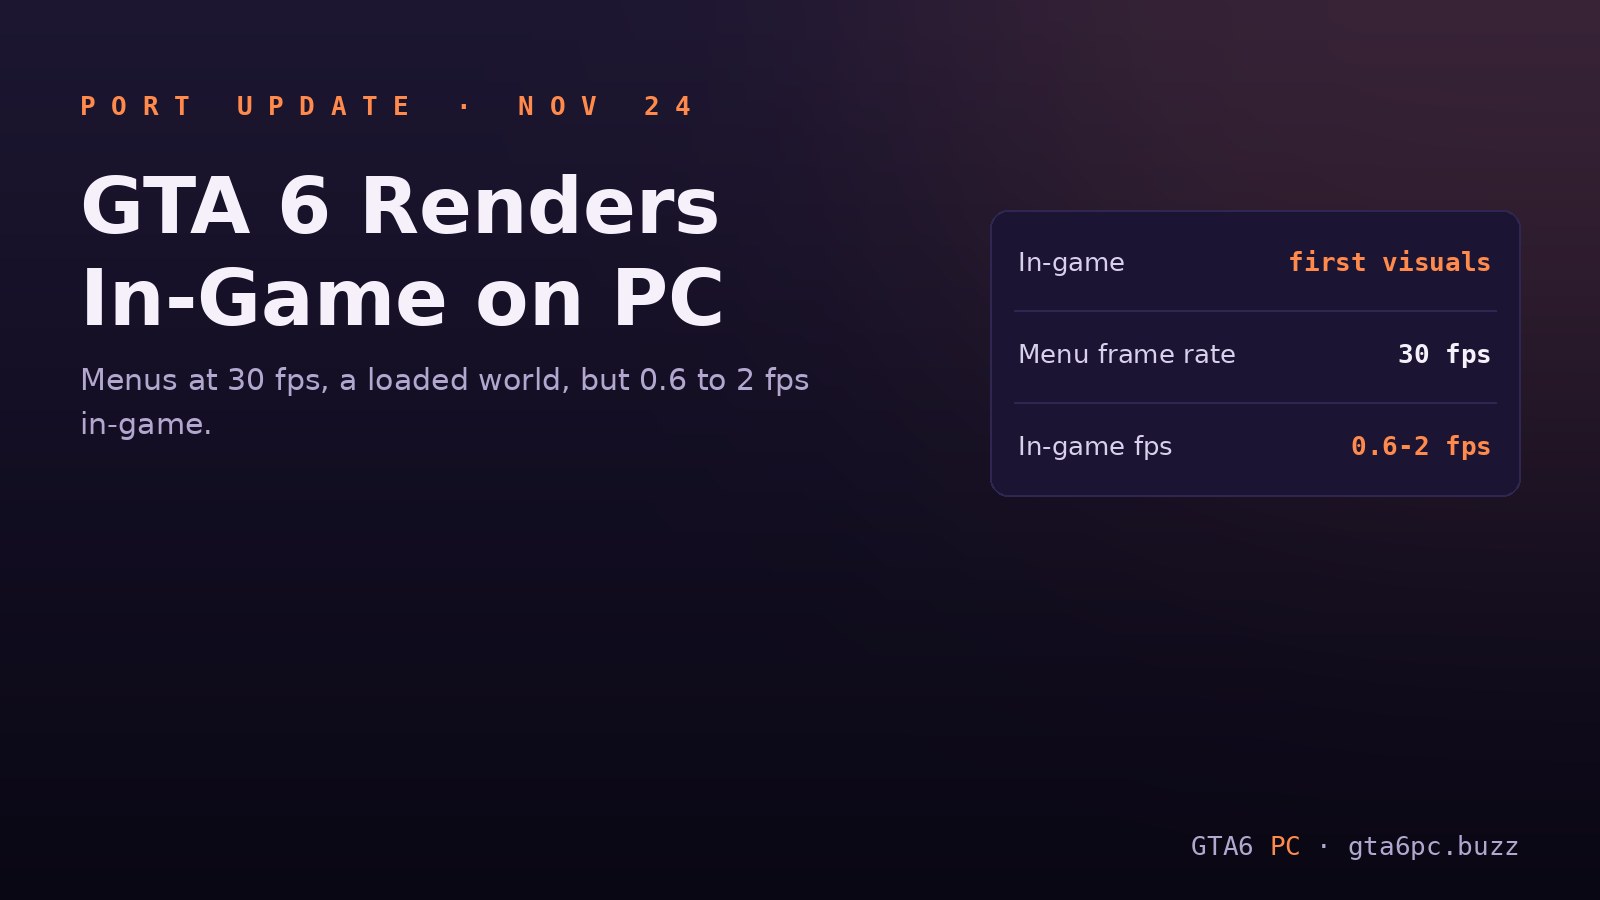 PORT UPDATE · NOV 24
GTA 6 Renders
In-Game on PC
Menus at 30 fps, a loaded world, but 0.6 to 2 fps
in-game.
In-game first visuals
Menu frame rate 30 fps
In-game fps 0.6-2 fps
GTA6 PC · gta6pc.buzz